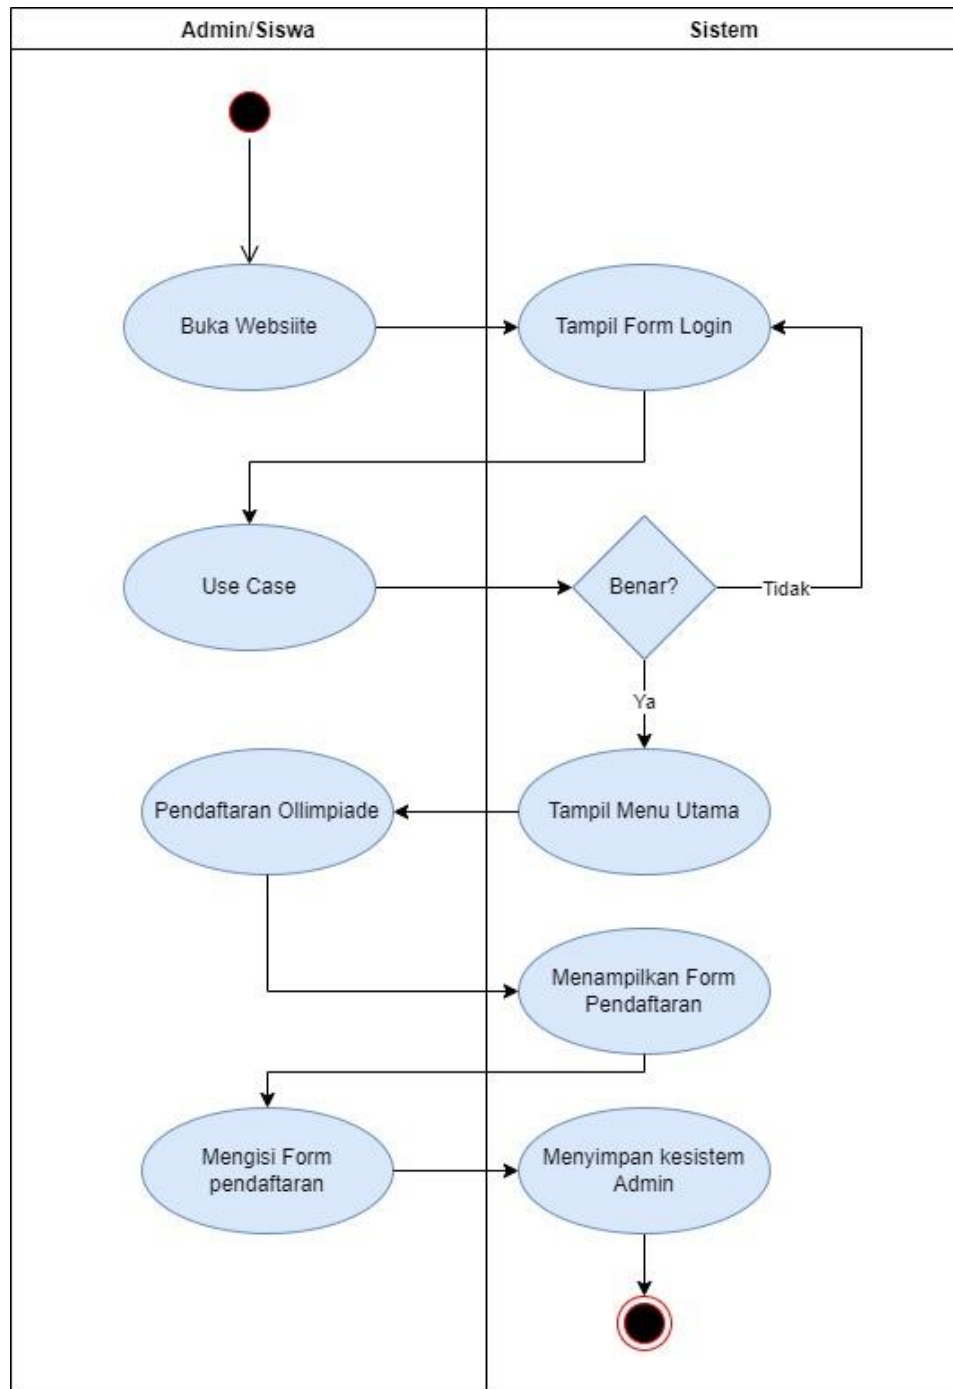 Admin/Siswa
Sistem
Buka Websiite
Tampil Form Login
Use Case
Benar?
Tidak
Ya
Pendaftaran Ollimpiade
Tampil Menu Utama
Menampilkan Form
Pendaftaran
Mengisi Form
pendaftaran
Menyimpan kesistem
Admin